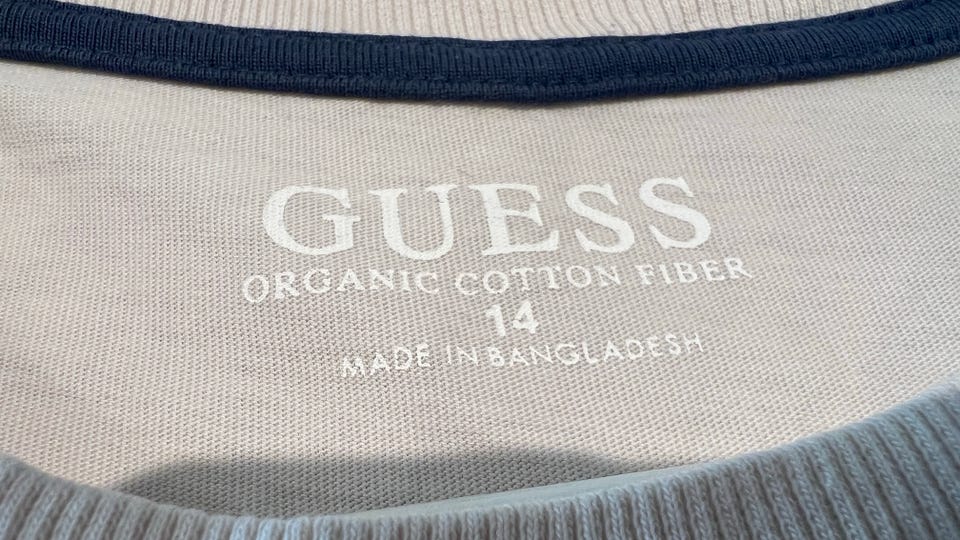 GUESS
ORGANIC COTTON FIBER
14
MADE IN BANGLADESH